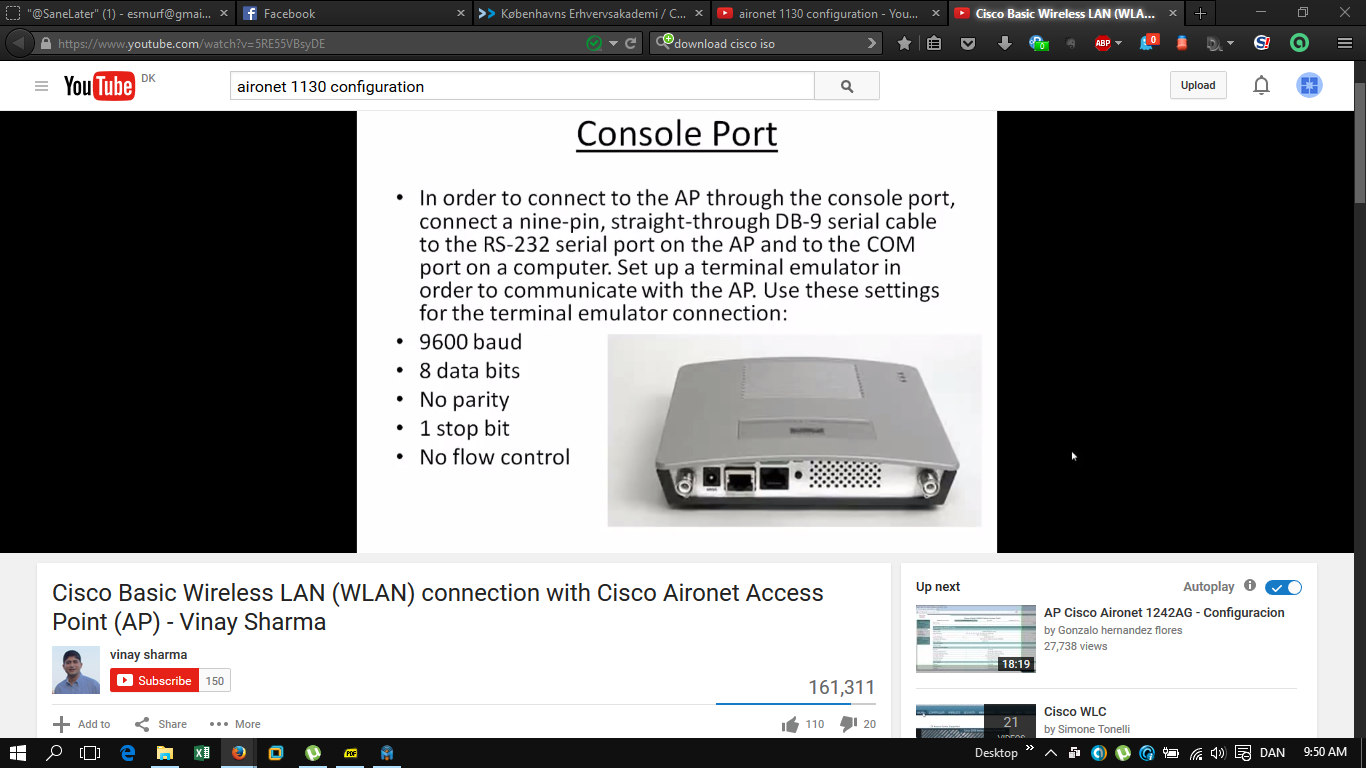 "@SaneLater" (1) - esmurf@gmai...
Facebook
Københavns Erhvervsakademi / C...
aironet 1130 configuration - You...
Cisco Basic Wireless LAN (WLA...
https://www.youtube.com/watch?v=5RE55VBsyDE
download cisco iso
ABP
0
0
YouTube DK
aironet 1130 configuration
Upload
Console Port
• In order to connect to the AP through the console port,
connect a nine-pin, straight-through DB-9 serial cable
to the RS-232 serial port on the AP and to the COM
port on a computer. Set up a terminal emulator in
order to communicate with the AP. Use these settings
for the terminal emulator connection:
• 9600 baud
• 8 data bits
• No parity
• 1 stop bit
• No flow control
Cisco Basic Wireless LAN (WLAN) connection with Cisco Aironet Access
Point (AP) - Vinay Sharma
vinay sharma
Subscribe 150
161,311
Add to Share More
110 20
Up next
Autoplay
AP Cisco Aironet 1242AG - Configuracion
by Gonzalo hernandez flores
27,738 views
18:19
Cisco WLC
by Simone Tonelli
21
VIDEOS
Desktop
DAN
9:50 AM